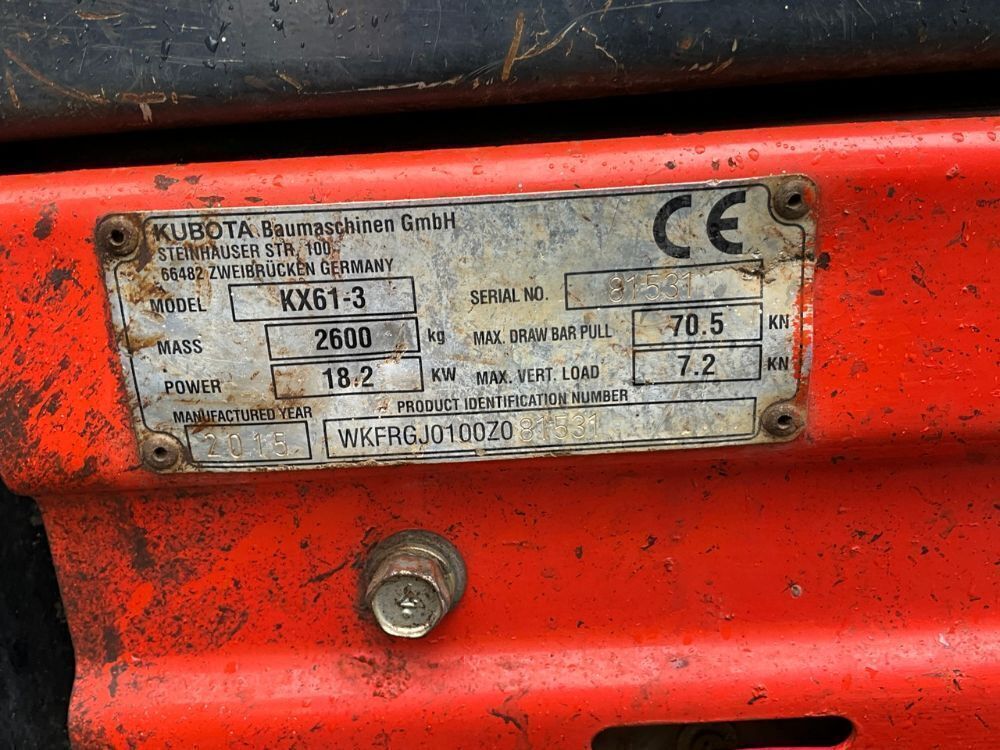 KUBOTA Baumaschinen GmbH
STEINHAUSER STR. 100
66482 ZWEIBRÜCKEN GERMANY
CE
MODEL KX61-3
SERIAL NO. 81531
MASS 2600 kg
MAX. DRAW BAR PULL 70.5 KN
POWER 18.2 KW
MAX. VERT. LOAD 7.2 KN
MANUFACTURED YEAR
2015
PRODUCT IDENTIFICATION NUMBER
WKFRGJ0100Z081531